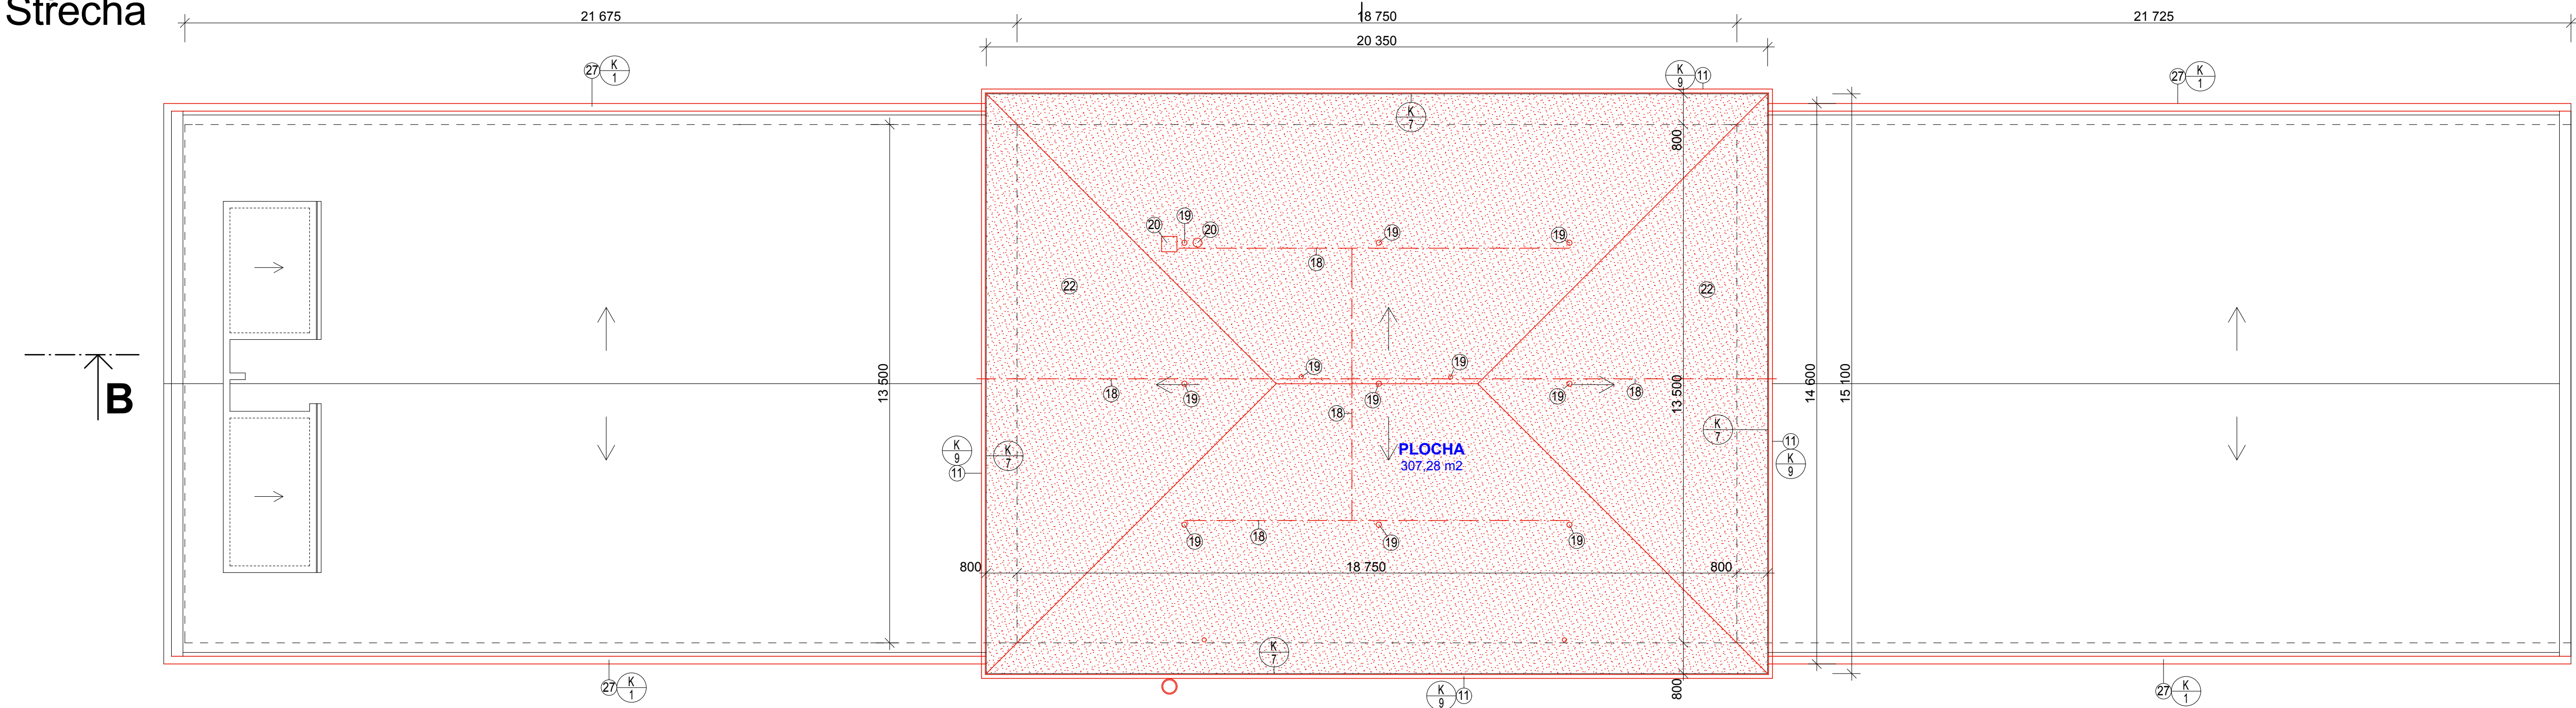 Strecha
21 675
18 750
21 725
20 350
27 K 1
K 9 11
27 K 1
K 7
800
20 19 20
19
19
18
22
22
19
19
B
13 500
18
19
19
19
18
13 500
14 600
15 100
18
K 9
K 7
11
K 7
11
K 9
PLOCHA
307,28 m2
19
18
19
19
800
18 750
800
K 7
27 K 1
K 9 11
800
27 K 1